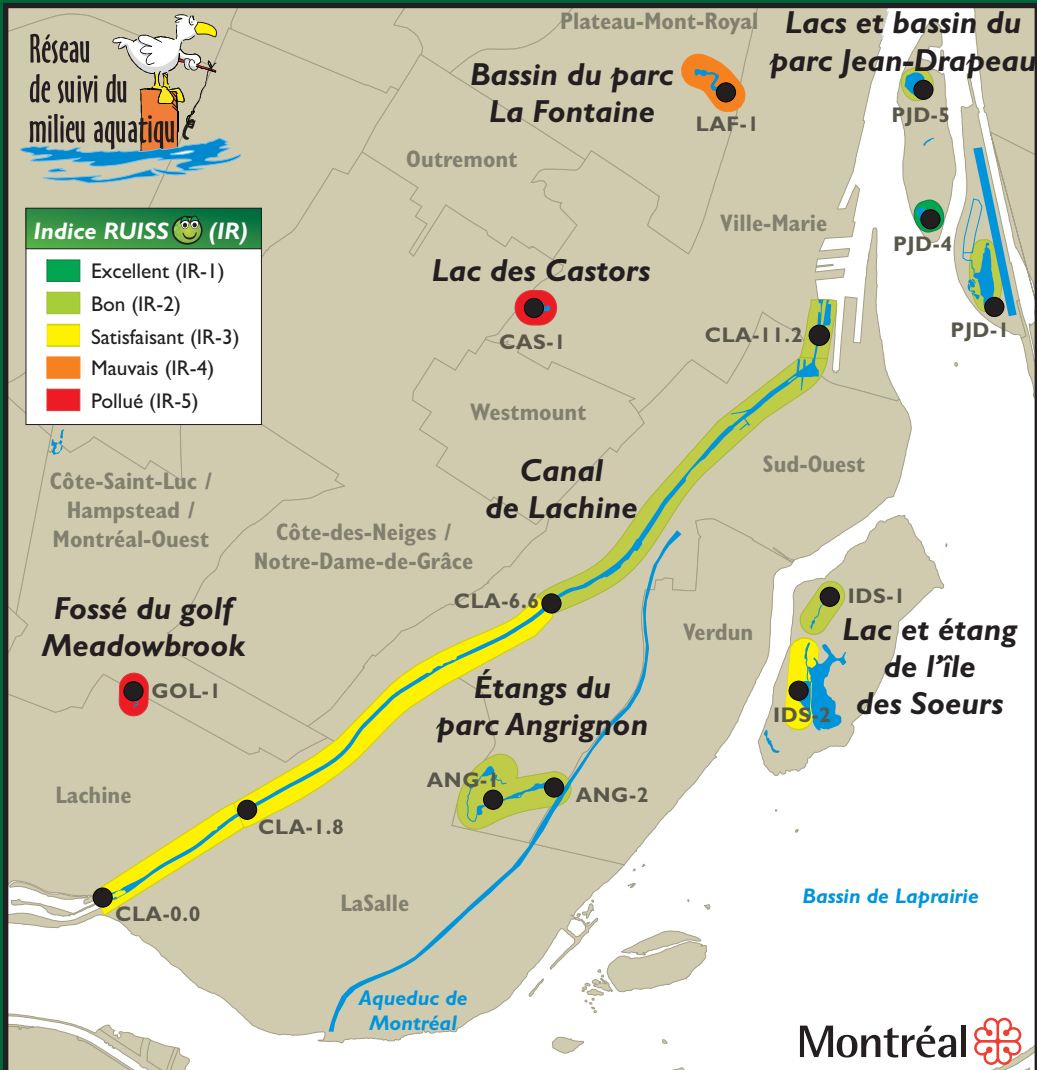 Réseau
de suivi du
milieu aquatique
Plateau-Mont-Royal
Lacs et bassin du
parc Jean-Drapeau
Bassin du parc
La Fontaine
LAF-1
PJD-5
Outremont
Ville-Marie
PJD-4
PJD-1
Indice RUISS (IR)
Excellent (IR-1)
Bon (IR-2)
Satisfaisant (IR-3)
Mauvais (IR-4)
Pollué (IR-5)
Lac des Castors
CAS-1
CLA-11.2
Westmount
Sud-Ouest
Canal
de Lachine
Côte-Saint-Luc /
Hampstead /
Montréal-Ouest
Côte-des-Neiges /
Notre-Dame-de-Grâce
CLA-6.6
IDS-1
Verdun
Lac et étang
de l'île
des Soeurs
IDS-2
Fossé du golf
Meadowbrook
GOL-1
Étangs du
parc Angrignon
ANG-1
ANG-2
Lachine
CLA-1.8
CLA-0.0
LaSalle
Bassin de Laprairie
Aqueduc de
Montréal
Montréal